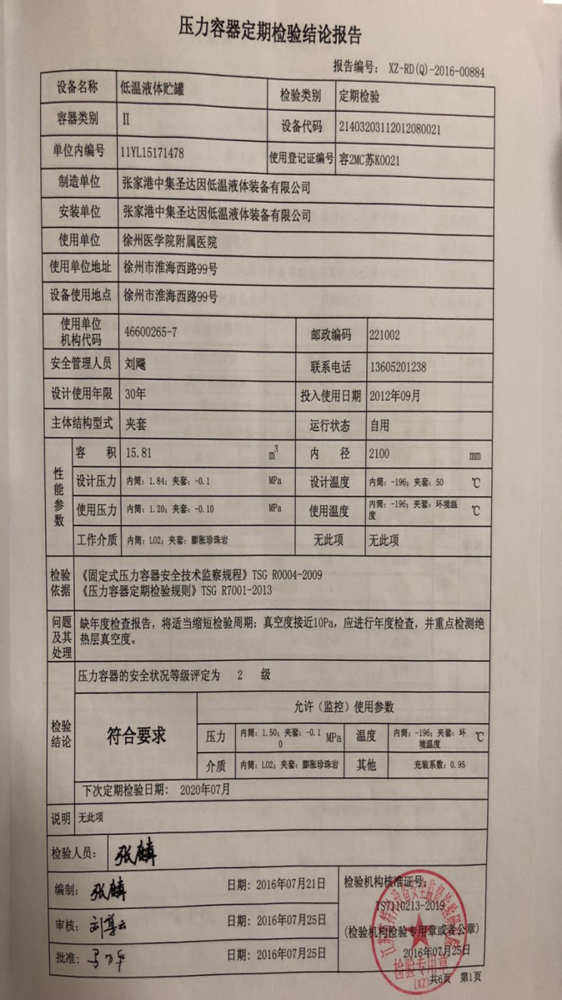 压力容器定期检验结论报告
报告编号： XZ-RD(Q)-2016-00884
设备名称 低温液体贮罐 检验类别 定期检验
容器类别 Ⅱ 设备代码 21403203112012080021
单位内编号 11YL15171478 使用登记证编号 容2MC苏K0021
制造单位 张家港中集圣达因低温液体装备有限公司
安装单位 张家港中集圣达因低温液体装备有限公司
使用单位 徐州医学院附属医院
使用单位地址 徐州市淮海西路99号
设备使用地点 徐州市淮海西路99号
使用单位
机构代码 46600265-7 邮政编码 221002
安全管理人员 刘飚 联系电话 13605201238
设计使用年限 30年 投入使用日期 2012年09月
主体结构型式 夹套 运行状态 自用
性能参数
容 积 15.81 m³ 内 径 2100 mm
设计压力 内筒：1.84；夹套：-0.1 MPa 设计温度 内筒：-196；夹套：50 ℃
使用压力 内筒：1.20；夹套：-0.10 MPa 使用温度 内筒：-196；夹套：环境温
度 ℃
工作介质 内筒：LO2；夹套：膨胀珍珠岩 无此项 无此项
检验
依据
《固定式压力容器安全技术监察规程》TSG R0004-2009
《压力容器定期检验规则》TSG R7001-2013
问题
及其
处理
缺年度检查报告，将适当缩短检验周期；真空度接近10Pa，应进行年度检查，并重点检测绝
热层真空度。
检验
结论
压力容器的安全状况等级评定为 2 级
符合要求
允许（监控）使用参数
压力 内筒：1.50；夹套：-0.1
0 MPa 温度 内筒：-196；夹套：环
境温度 ℃
介质 内筒：LO2；夹套：膨胀珍珠岩 其他 充装系数：0.95
下次定期检验日期： 2020年07月
说明 无此项
检验人员： 张麟
编制： 张麟 日期：2016年07月21日 检验机构核准证号：
TS7110213-2019
审核： 日期：2016年07月25日 (检验机构检验专用章或者公章)
批准： 日期：2016年07月25日 2016年07月25日
检验专用章
(XZ)
共6页 第1页